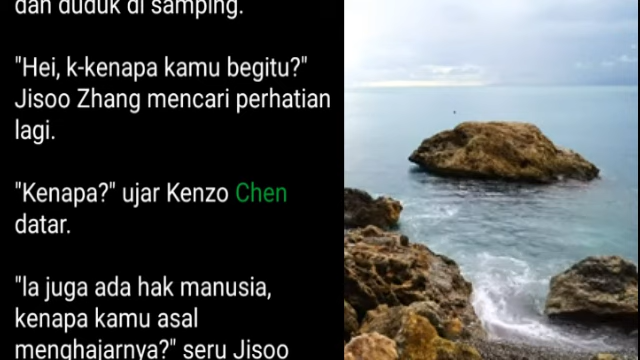 dan duduk di samping.
"Hei, k-kenapa kamu begitu?"
Jisoo Zhang mencari perhatian
lagi.
"Kenapa?" ujar Kenzo Chen
datar.
"Ia juga ada hak manusia,
kenapa kamu asal
menghajarnya?" seru Jisoo